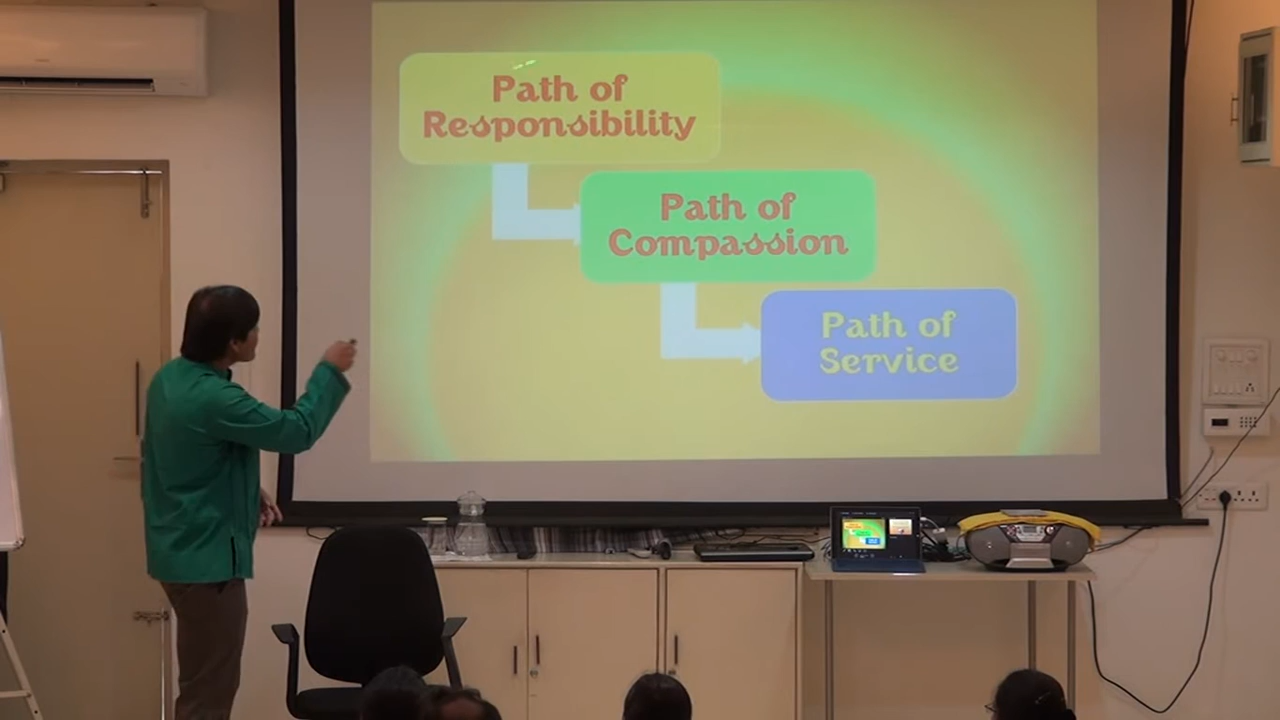 Path of
Responsibility
Path of
Compassion
Path of
Service